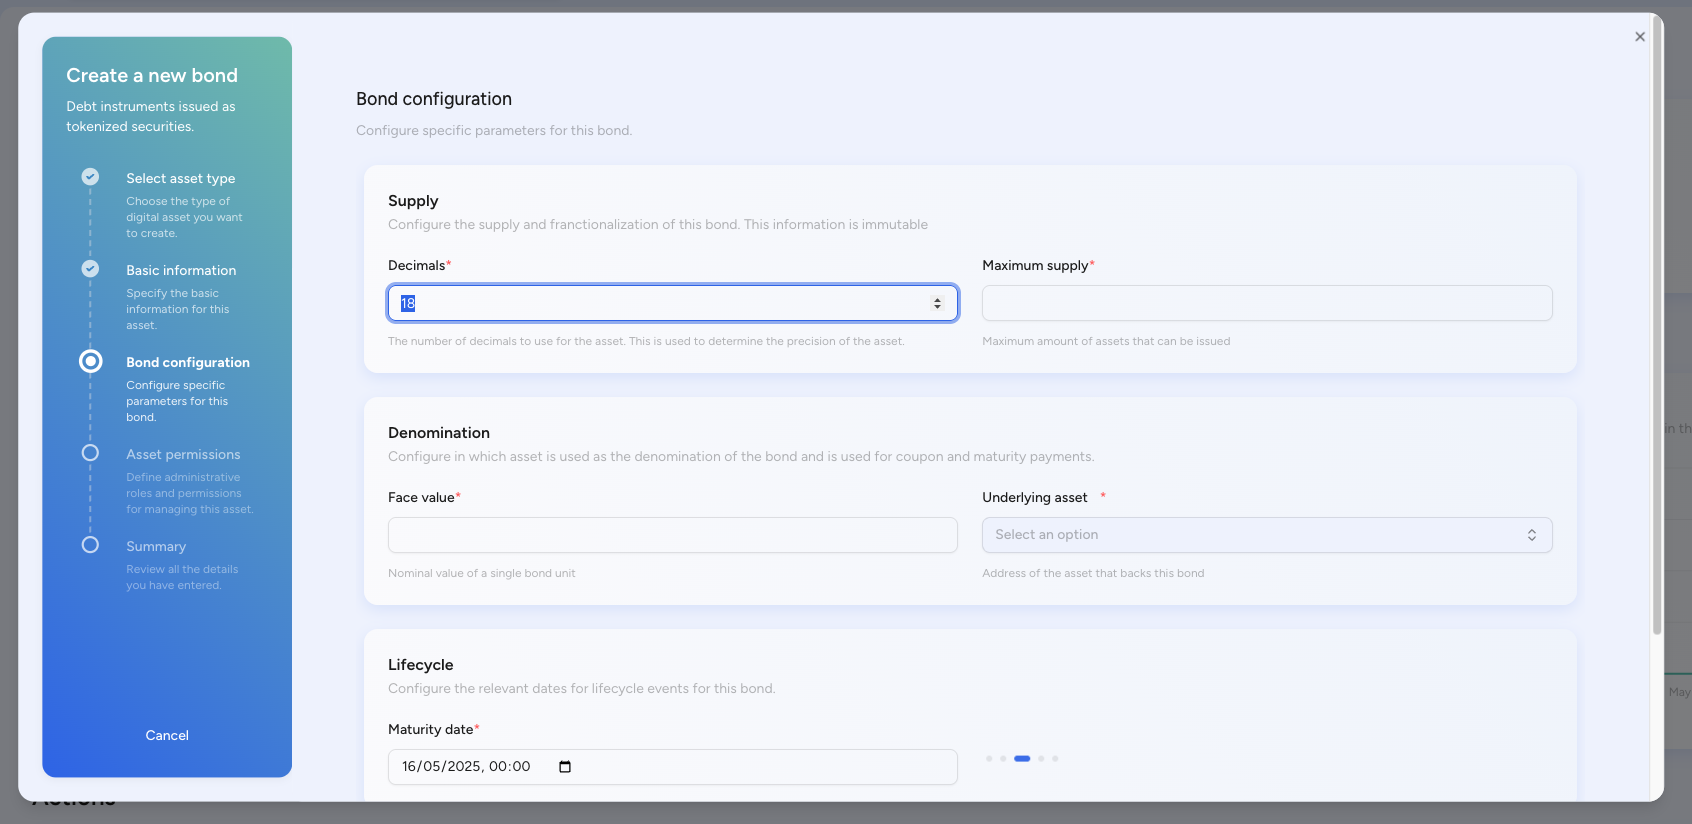 Create a new bond
Debt instruments issued as
tokenized securities.
Select asset type
Choose the type of
digital asset you want
to create.
Basic information
Specify the basic
information for this
asset.
Bond configuration
Configure specific
parameters for this
bond.
Asset permissions
Define administrative
roles and permissions
for managing this asset.
Summary
Review all the details
you have entered.
Cancel
Bond configuration
Configure specific parameters for this bond.
Supply
Configure the supply and franctionalization of this bond. This information is immutable
Decimals*
18
The number of decimals to use for the asset. This is used to determine the precision of the asset.
Maximum supply*
Maximum amount of assets that can be issued
Denomination
Configure in which asset is used as the denomination of the bond and is used for coupon and maturity payments.
Face value*
Nominal value of a single bond unit
Underlying asset *
Select an option
Address of the asset that backs this bond
Lifecycle
Configure the relevant dates for lifecycle events for this bond.
Maturity date*
16/05/2025, 00:00
in th
May